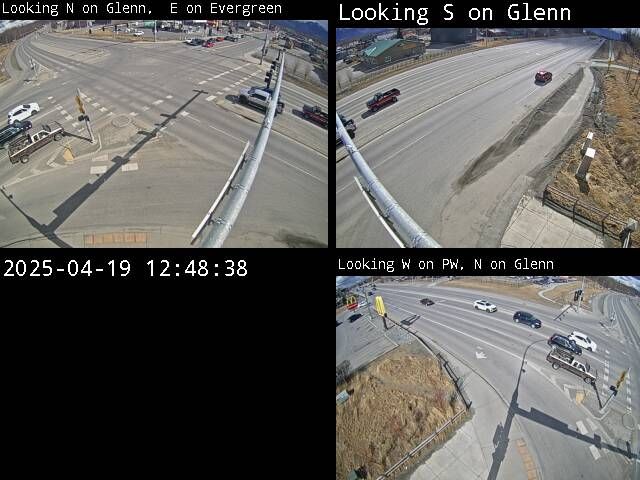 Looking N on Glenn,  E on Evergreen
Looking S on Glenn
2025-04-19 12:48:38
Looking W on PW, N on Glenn